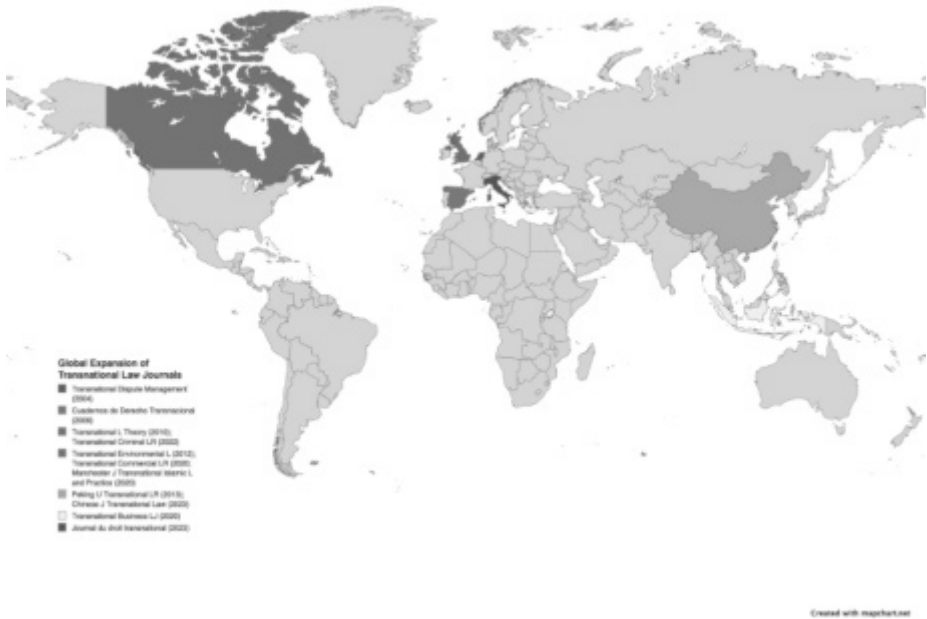 Global Expansion of
Transnational Law Journals
Transnational Dispute Management
(2004)
Cuadernos de Derecho Transnacional
(2009)
Transnational L Theory (2010);
Transnational Criminal LR (2022)
Transnational Environmental L (2012);
Transnational Commercial LR (2020);
Manchester J Transnational Islamic L
and Practice (2020)
Peking U Transnational LR (2013);
Chinese J Transnational Law (2023)
Transnational Business LJ (2020)
Journal du droit transnational (2023)
Created with mapchart.net